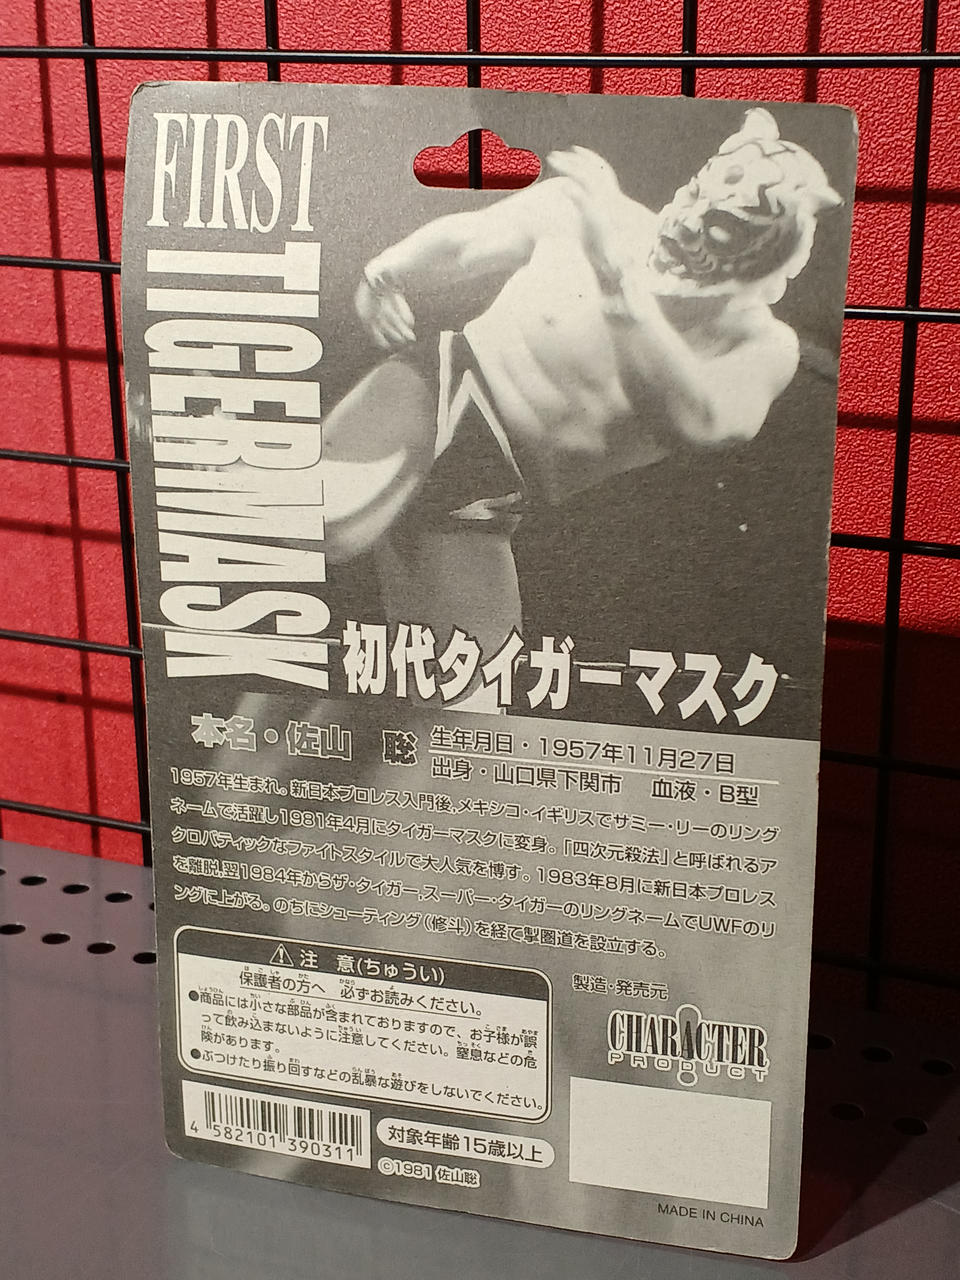 FIRST
TIGERMASK
初代タイガーマスク
本名・佐山 聡
生年月日・1957年11月27日
出身・山口県下関市 血液・B型
1957年生まれ。新日本プロレス入門後、メキシコ・イギリスでサミー・リーのリング
ネームで活躍し1981年4月にタイガーマスクに変身。「四次元殺法」と呼ばれるア
クロバティックなファイトスタイルで大人気を博す。1983年8月に新日本プロレス
を離脱、翌1984年からザ・タイガー、スーパー・タイガーのリングネームでUWFのリ
ングに上がる。のちにシューティング（修斗）を経て掣圏道を設立する。
⚠注 意(ちゅうい)
保護者の方へ 必ずお読みください。
●商品には小さな部品が含まれておりますので、お子様が誤
って飲み込まないように注意してください。窒息などの危
険があります。
●ぶつけたり振り回すなどの乱暴な遊びをしないでください。
製造・発売元
CHARACTER
PRODUCT
4 582101 390311
対象年齢15歳以上
©1981 佐山聡
MADE IN CHINA